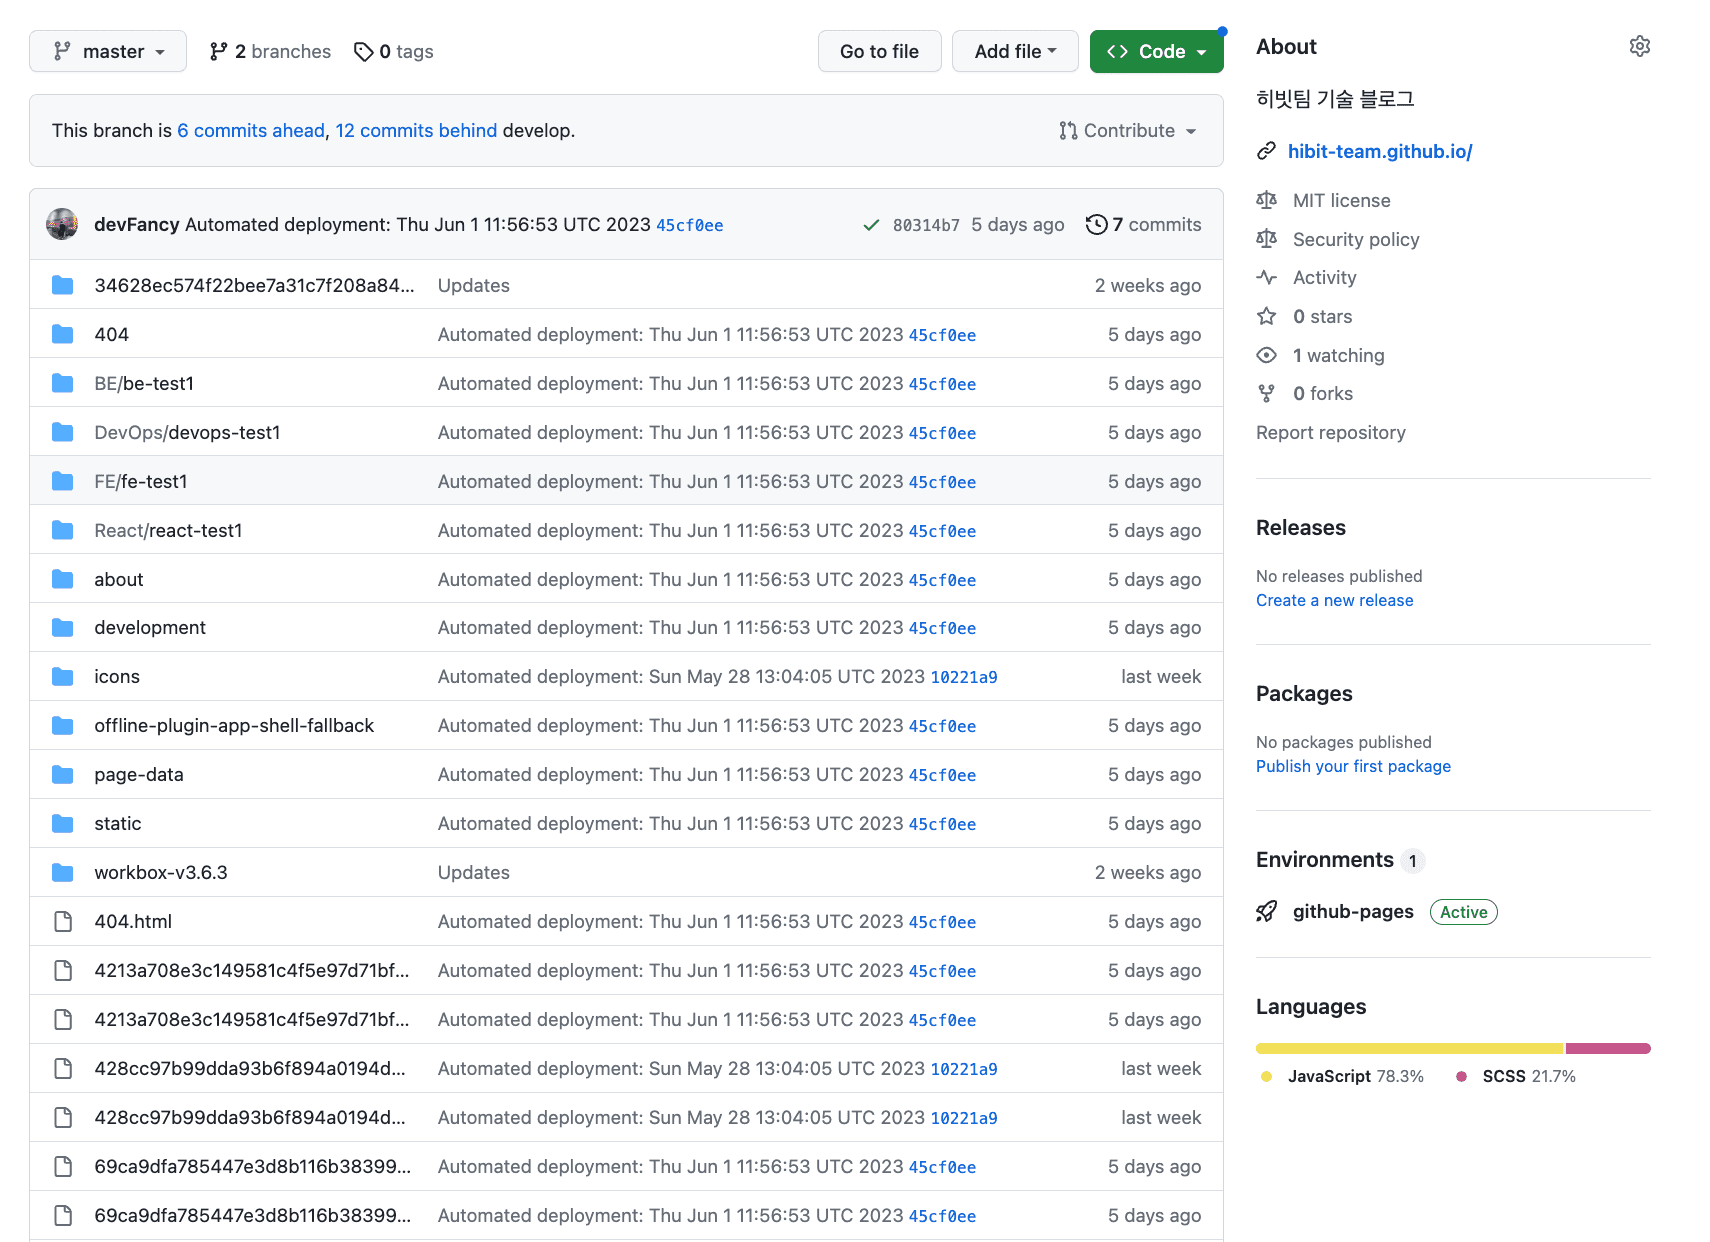 master
2 branches
0 tags
Go to file
Add file
Code
This branch is 6 commits ahead, 12 commits behind develop.
Contribute
devFancy Automated deployment: Thu Jun 1 11:56:53 UTC 2023 45cf0ee
80314b7 5 days ago
7 commits
34628ec574f22bee7a31c7f208a84... Updates 2 weeks ago
404 Automated deployment: Thu Jun 1 11:56:53 UTC 2023 45cf0ee 5 days ago
BE/be-test1 Automated deployment: Thu Jun 1 11:56:53 UTC 2023 45cf0ee 5 days ago
DevOps/devops-test1 Automated deployment: Thu Jun 1 11:56:53 UTC 2023 45cf0ee 5 days ago
FE/fe-test1 Automated deployment: Thu Jun 1 11:56:53 UTC 2023 45cf0ee 5 days ago
React/react-test1 Automated deployment: Thu Jun 1 11:56:53 UTC 2023 45cf0ee 5 days ago
about Automated deployment: Thu Jun 1 11:56:53 UTC 2023 45cf0ee 5 days ago
development Automated deployment: Thu Jun 1 11:56:53 UTC 2023 45cf0ee 5 days ago
icons Automated deployment: Sun May 28 13:04:05 UTC 2023 10221a9 last week
offline-plugin-app-shell-fallback Automated deployment: Thu Jun 1 11:56:53 UTC 2023 45cf0ee 5 days ago
page-data Automated deployment: Thu Jun 1 11:56:53 UTC 2023 45cf0ee 5 days ago
static Automated deployment: Thu Jun 1 11:56:53 UTC 2023 45cf0ee 5 days ago
workbox-v3.6.3 Updates 2 weeks ago
404.html Automated deployment: Thu Jun 1 11:56:53 UTC 2023 45cf0ee 5 days ago
4213a708e3c149581c4f5e97d71bf... Automated deployment: Thu Jun 1 11:56:53 UTC 2023 45cf0ee 5 days ago
4213a708e3c149581c4f5e97d71bf... Automated deployment: Thu Jun 1 11:56:53 UTC 2023 45cf0ee 5 days ago
428cc97b99dda93b6f894a0194d... Automated deployment: Sun May 28 13:04:05 UTC 2023 10221a9 last week
428cc97b99dda93b6f894a0194d... Automated deployment: Sun May 28 13:04:05 UTC 2023 10221a9 last week
69ca9dfa785447e3d8b116b38399... Automated deployment: Thu Jun 1 11:56:53 UTC 2023 45cf0ee 5 days ago
69ca9dfa785447e3d8b116b38399... Automated deployment: Thu Jun 1 11:56:53 UTC 2023 45cf0ee 5 days ago
About
히빗팀 기술 블로그
hibit-team.github.io/
MIT license
Security policy
Activity
0 stars
1 watching
0 forks
Report repository
Releases
No releases published
Create a new release
Packages
No packages published
Publish your first package
Environments 1
github-pages Active
Languages
JavaScript 78.3% SCSS 21.7%